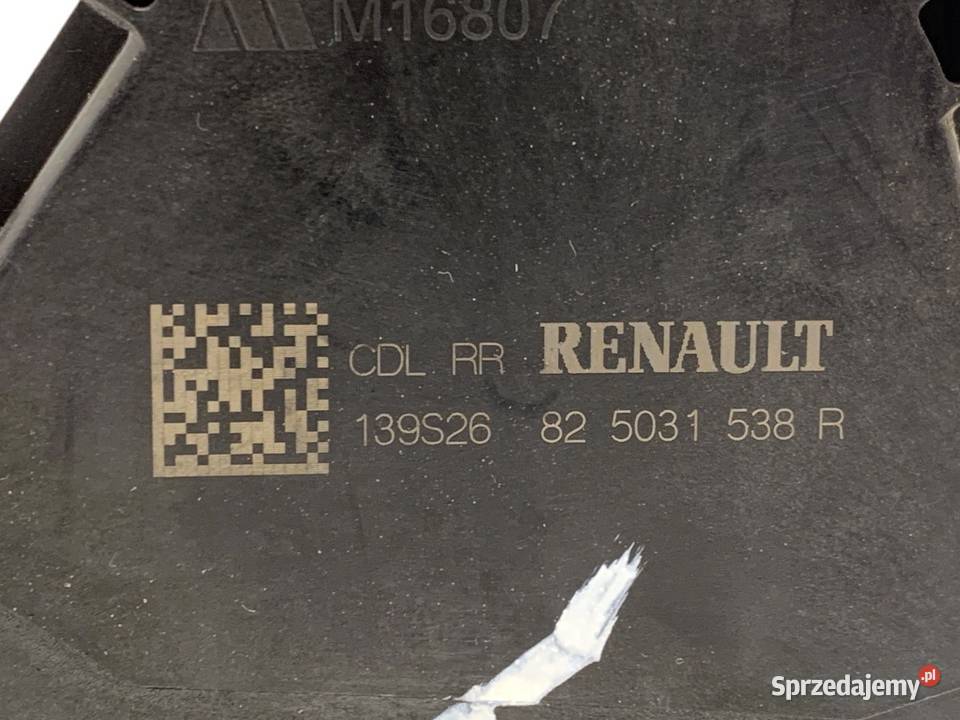 M16807
CDL RR RENAULT
139S26 82 5031 538 R
Sprzedajemy.pl